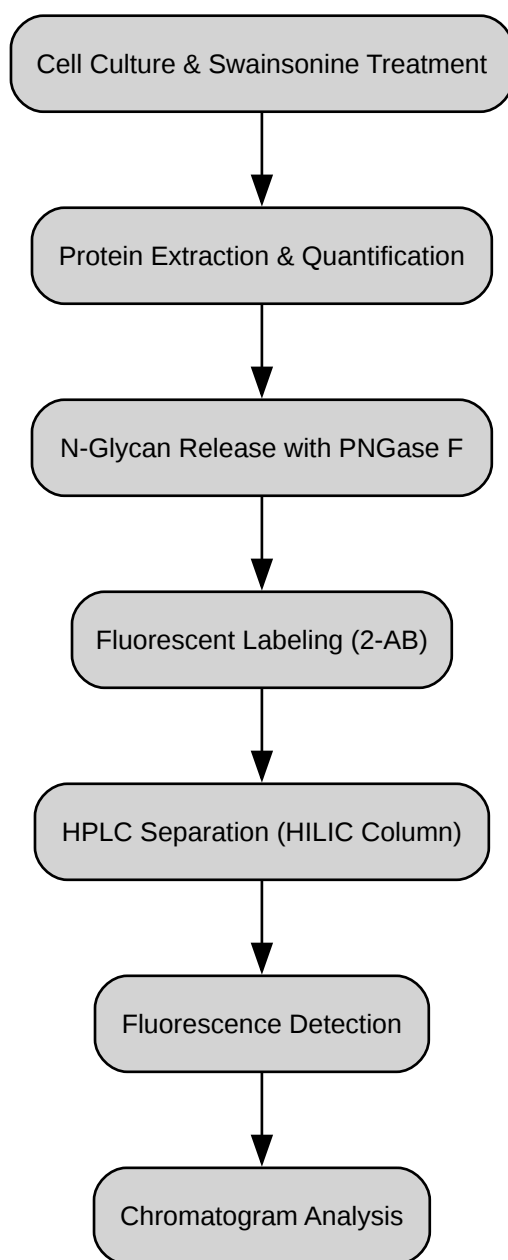 Cell Culture & Swainsonine Treatment
Protein Extraction & Quantification
N-Glycan Release with PNGase F
Fluorescent Labeling (2-AB)
HPLC Separation (HILIC Column)
Fluorescence Detection
Chromatogram Analysis